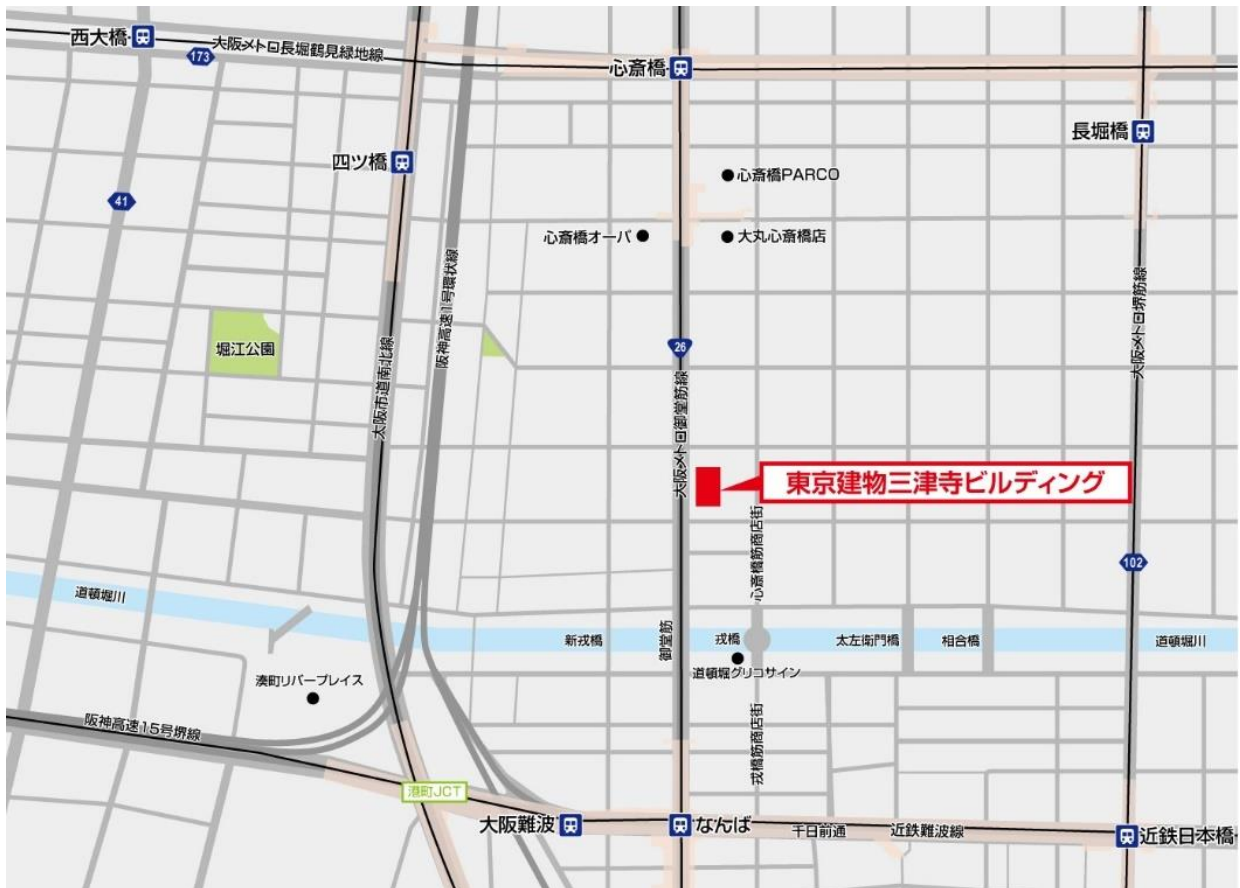 西大橋
大阪メトロ長堀鶴見緑地線
173
心斎橋
長堀橋
四ツ橋
心斎橋PARCO
41
心斎橋オーパ
大丸心斎橋店
阪神高速1号環状線
大阪メトロ堺筋線
堀江公園
26
大阪市道南北線
大阪メトロ御堂筋線
東京建物三津寺ビルディング
心斎橋筋商店街
102
道頓堀川
新戎橋
御堂筋
戎橋
太左衛門橋
相合橋
道頓堀川
道頓堀グリコサイン
湊町リバープレイス
阪神高速15号堺線
戎橋筋商店街
港町JCT
大阪難波
なんば
千日前通
近鉄難波線
近鉄日本橋